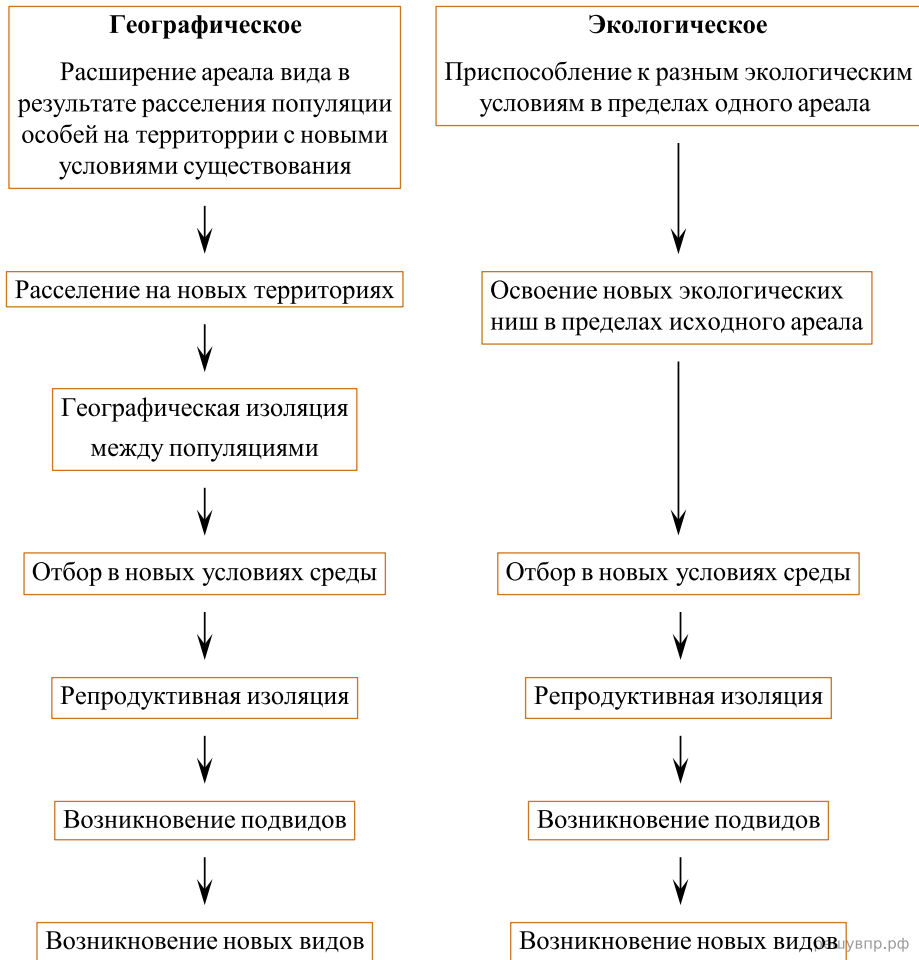 Географическое
Расширение ареала вида в
результате расселения популяции
особей на территоррии с новыми
условиями существования
Расселение на новых территориях
Географическая изоляция
между популяциями
Отбор в новых условиях среды
Репродуктивная изоляция
Возникновение подвидов
Возникновение новых видов
Экологическое
Приспособление к разным экологическим
условиям в пределах одного ареала
Освоение новых экологических
ниш в пределах исходного ареала
Отбор в новых условиях среды
Репродуктивная изоляция
Возникновение подвидов
Возникновение новых видов
решувпр.рф